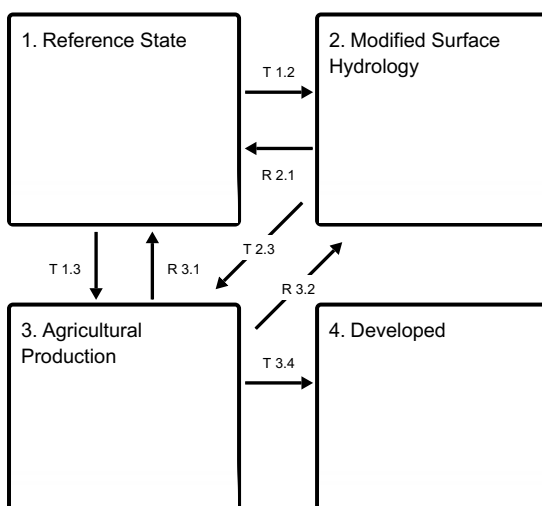 1. Reference State
2. Modified Surface
Hydrology
T 1.2
R 2.1
T 1.3
R 3.1
T 2.3
R 3.2
3. Agricultural
Production
4. Developed
T 3.4